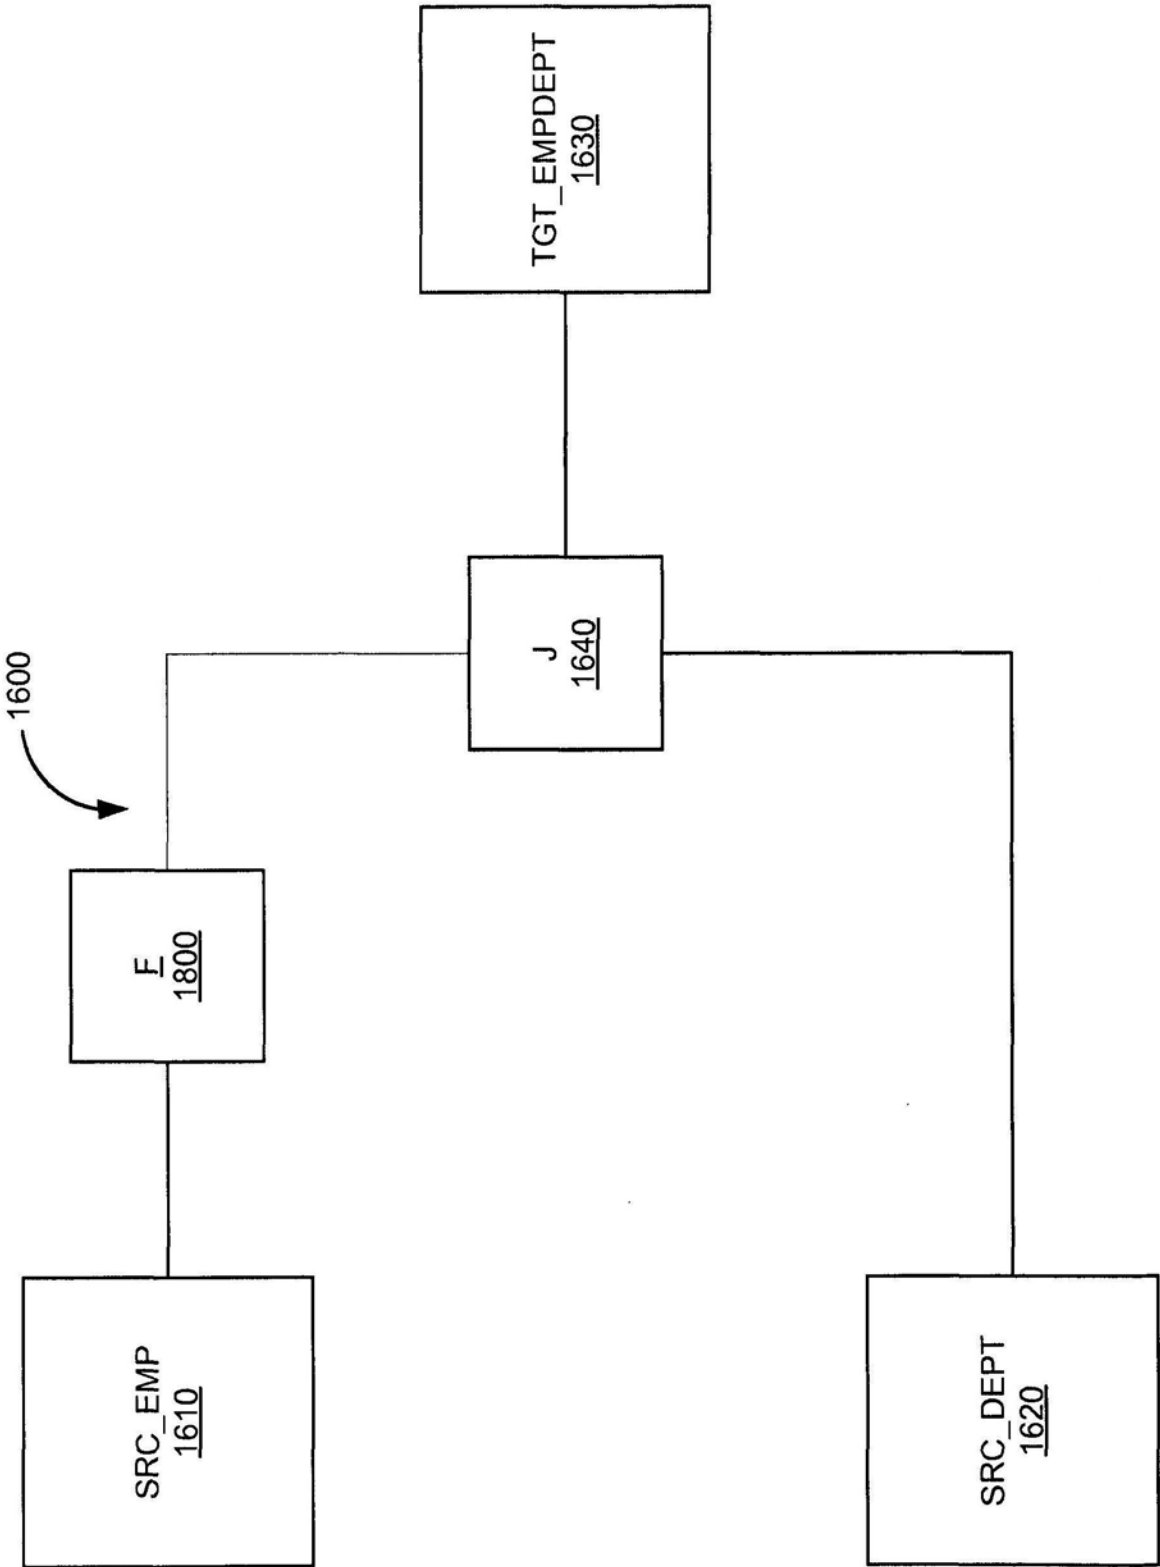 1600
SRC_EMP
1610
F
1800
J
1640
TGT_EMPDEPT
1630
SRC_DEPT
1620